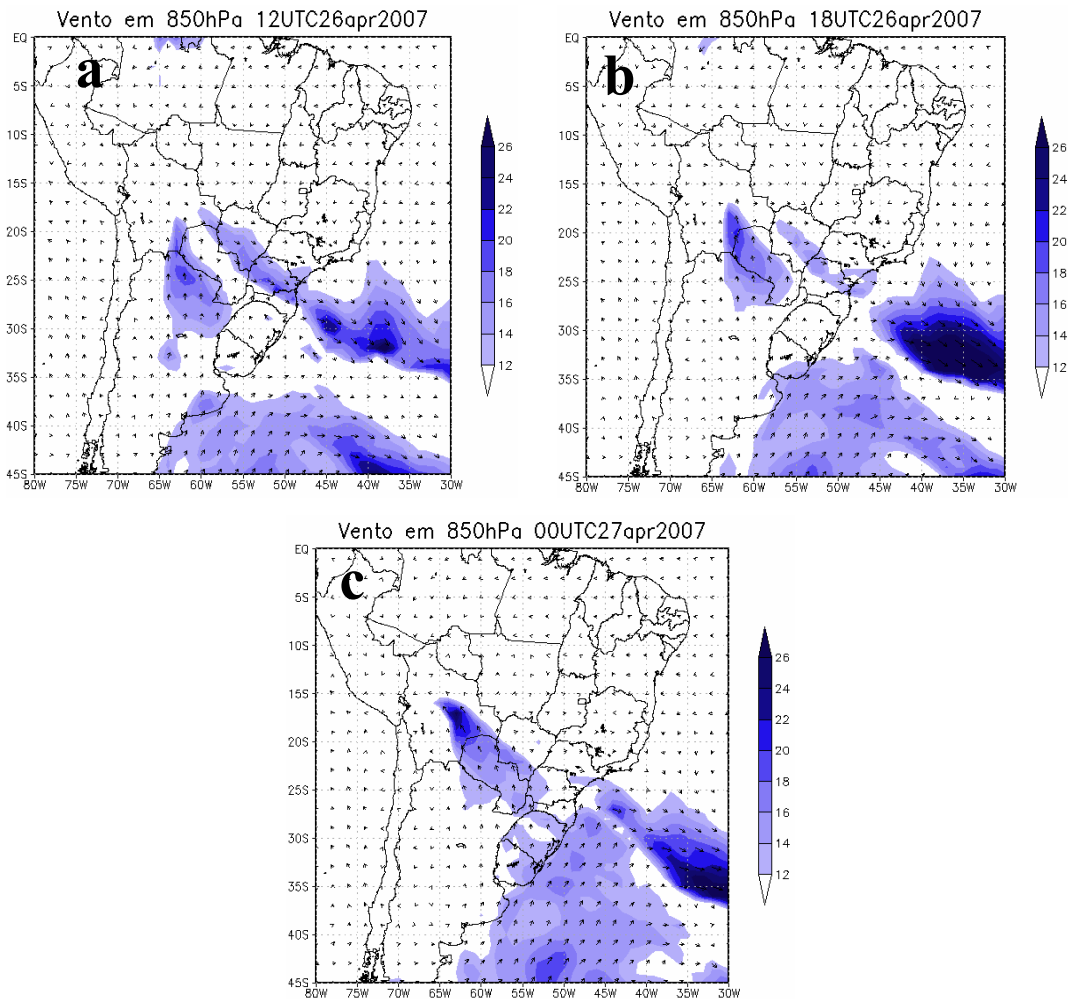 Vento em 850hPa 12UTC26apr2007
a
EQ
5S
10S
15S
20S
25S
30S
35S
40S
45S
80W 75W 70W 65W 60W 55W 50W 45W 40W 35W 30W
26
24
22
20
18
16
14
12
Vento em 850hPa 18UTC26apr2007
b
EQ
5S
10S
15S
20S
25S
30S
35S
40S
45S
80W 75W 70W 65W 60W 55W 50W 45W 40W 35W 30W
26
24
22
20
18
16
14
12
Vento em 850hPa 00UTC27apr2007
c
EQ
5S
10S
15S
20S
25S
30S
35S
40S
45S
80W 75W 70W 65W 60W 55W 50W 45W 40W 35W 30W
26
24
22
20
18
16
14
12